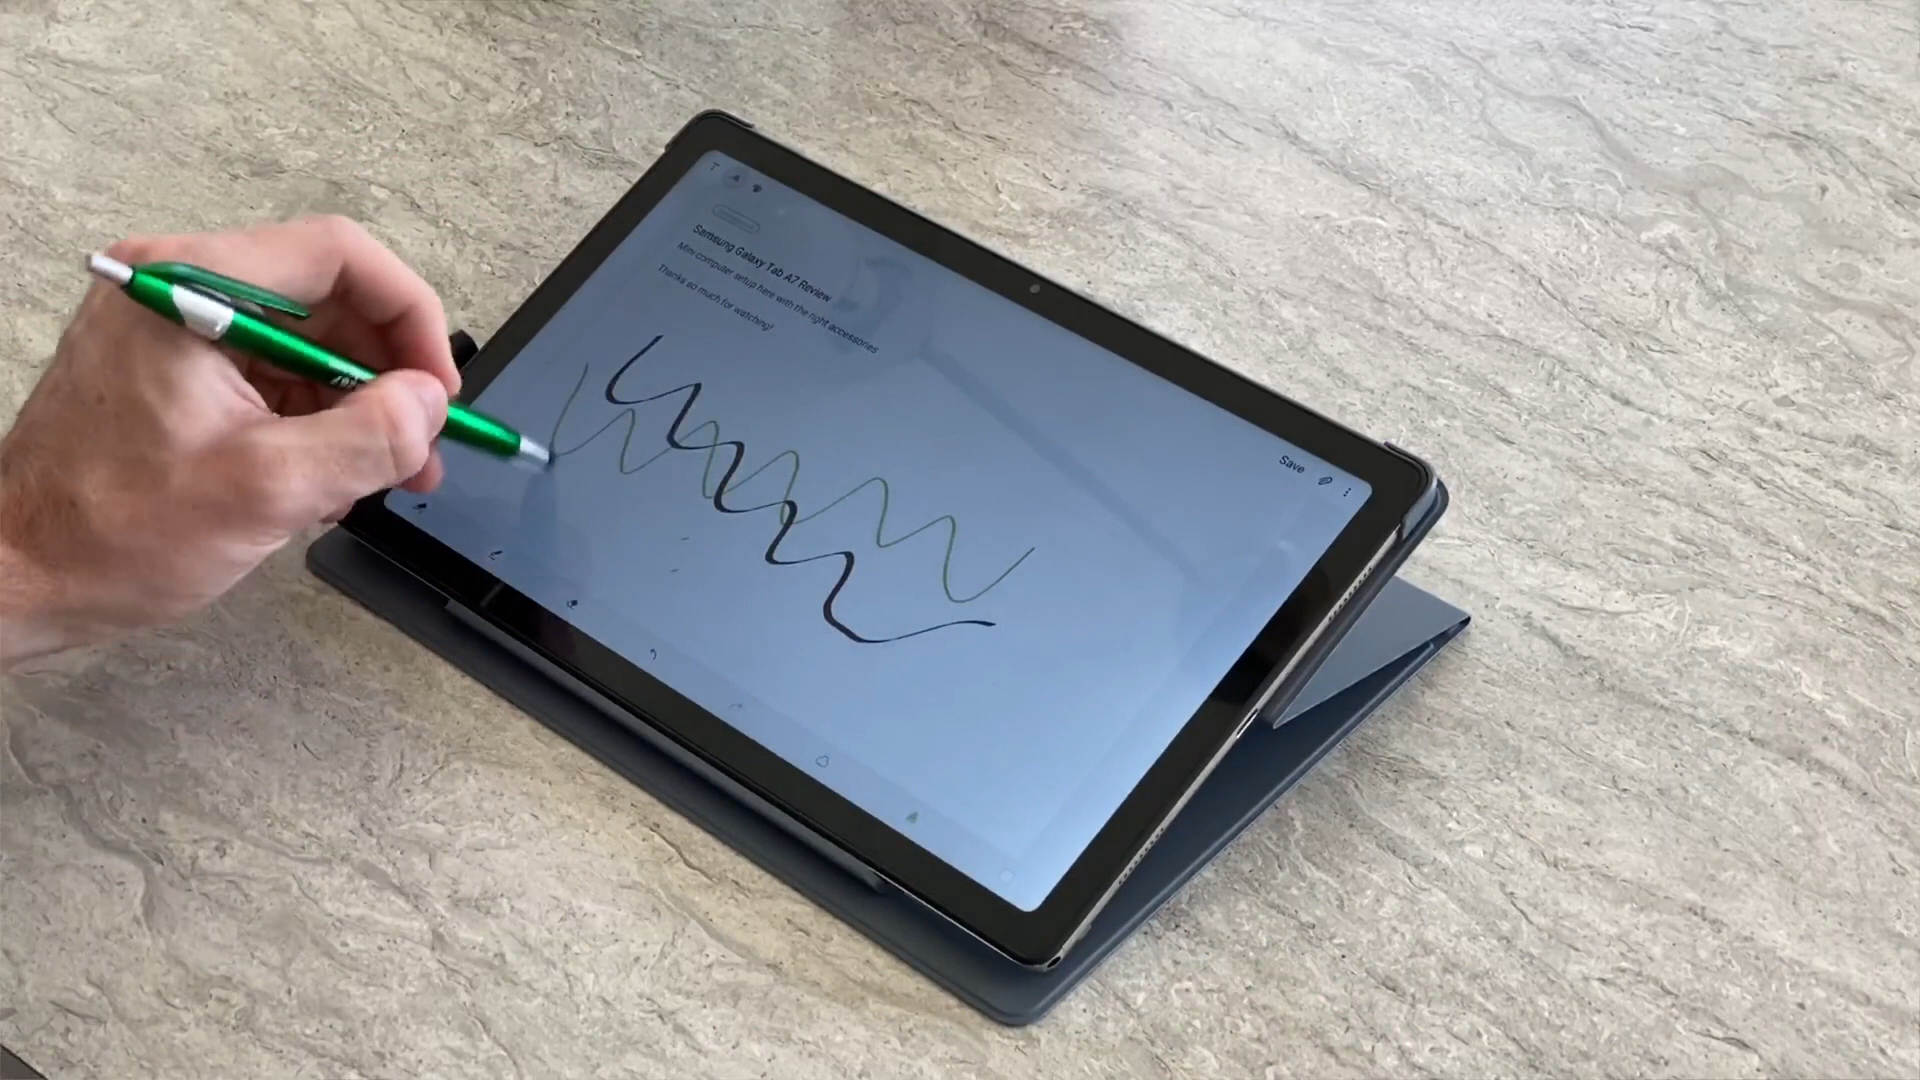 Samsung Galaxy Tab A7 Review
Mini computer setup here with the right accessories
Thanks so much for watching!
Save